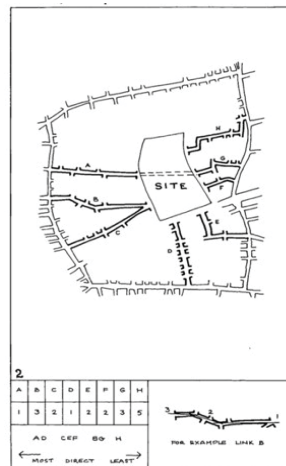 H
A
G
SITE
F
B
E
C
D
2
A B C D E F G H
1 3 2 1 2 2 3 5
3 2 1
AD CEF BG H
FOR EXAMPLE LINK B
MOST DIRECT LEAST